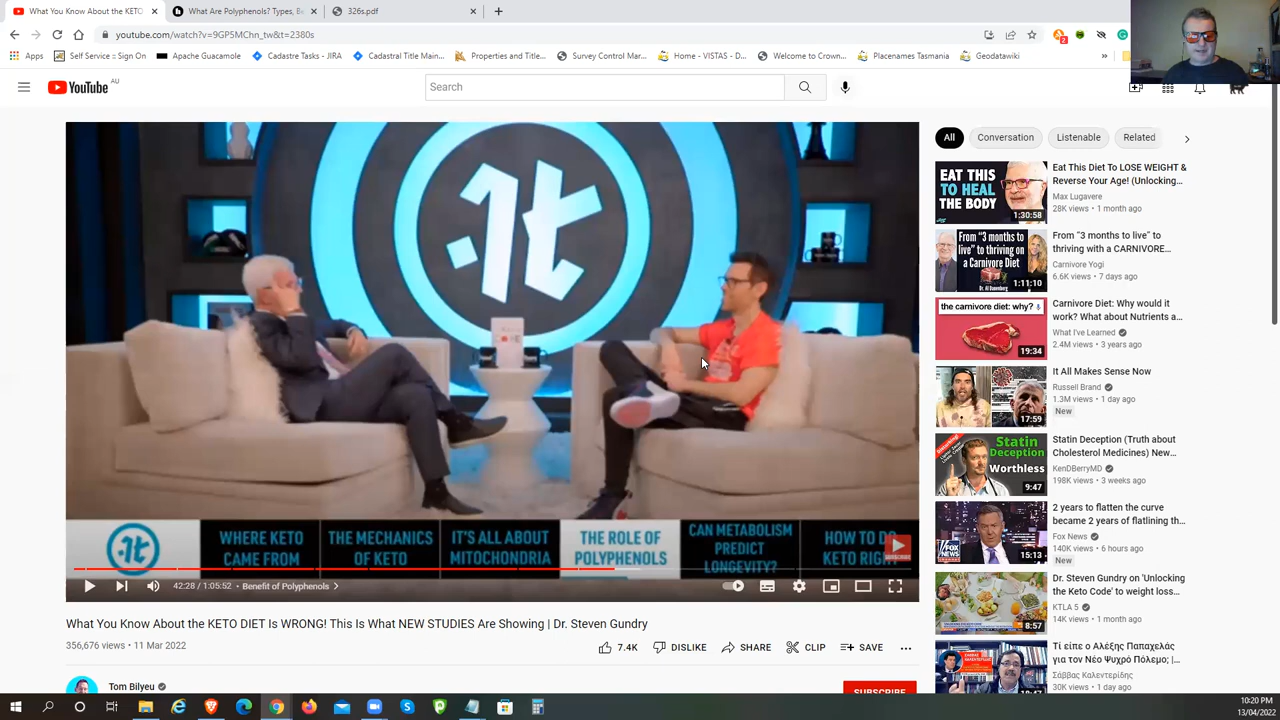 What You Know About the KETO
What Are Polyphenols? Types, Be
326s.pdf
youtube.com/watch?v=9GP5MChn_tw&t=2380s
Apps
Self Service : Sign On
Apache Guacamole
Cadastre Tasks - JIRA
Cadastral Title Main...
Properties and Title...
Survey Control Mar...
Home - VISTAS - D...
Welcome to Crown...
Placenames Tasmania
Geodatawiki
»
2
YouTube AU
Search
All
Conversation
Listenable
Related
EAT THIS
TO HEAL
THE BODY
1:30:58
Eat This Diet To LOSE WEIGHT &
Reverse Your Age! (Unlocking...
Max Lugavere
28K views • 1 month ago
From "3 months
to live" to
thriving on
a Carnivore Diet
1:11:10
From "3 months to live" to
thriving with a CARNIVORE...
Carnivore Yogi
6.6K views • 7 days ago
the carnivore diet: why?
19:34
Carnivore Diet: Why would it
work? What about Nutrients a...
What I've Learned
2.4M views • 3 years ago
17:59
It All Makes Sense Now
Russell Brand
1.3M views • 1 day ago
New
Statin
Deception
Worthless
9:47
Statin Deception (Truth about
Cholesterol Medicines) New...
KenDBerryMD
198K views • 3 weeks ago
15:13
2 years to flatten the curve
became 2 years of flatlining th...
Fox News
140K views • 6 hours ago
New
8:57
Dr. Steven Gundry on 'Unlocking
the Keto Code' to weight loss...
KTLA 5
14K views • 1 month ago
Τί είπε ο Αλέξης Παπαχελάς
για τον Νέο Ψυχρό Πόλεμο; |...
Σάββας Καλεντερίδης
30K views • 1 day ago
WHERE KETO
CAME FROM
THE MECHANICS
OF KETO
IT'S ALL ABOUT
MITOCHONDRIA
THE ROLE OF
POLYPHENOLS
CAN METABOLISM
PREDICT
LONGEVITY?
HOW TO DO
KETO RIGHT
42:28 / 1:05:52 • Benefit of Polyphenols
What You Know About the KETO DIET Is WRONG! This Is What NEW STUDIES Are Showing | Dr. Steven Gundry
356,676 views • 11 Mar 2022
7.4K
DISLIKE
SHARE
CLIP
SAVE
Tom Bilyeu
SUBSCRIBE
10:20 PM
13/04/2022